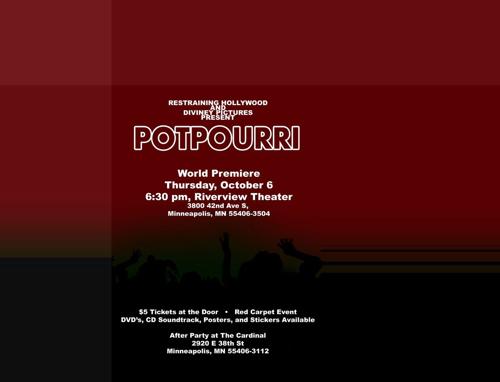 RESTRAINING HOLLYWOOD
AND
DIVINEY PICTURES
PRESENT
POTPOURRI
World Premiere
Thursday, October 6
6:30 pm, Riverview Theater
3800 42nd Ave S,
Minneapolis, MN 55406-3504
$5 Tickets at the Door • Red Carpet Event
DVD's, CD Soundtrack, Posters, and Stickers Available
After Party at The Cardinal
2920 E 38th St
Minneapolis, MN 55406-3112